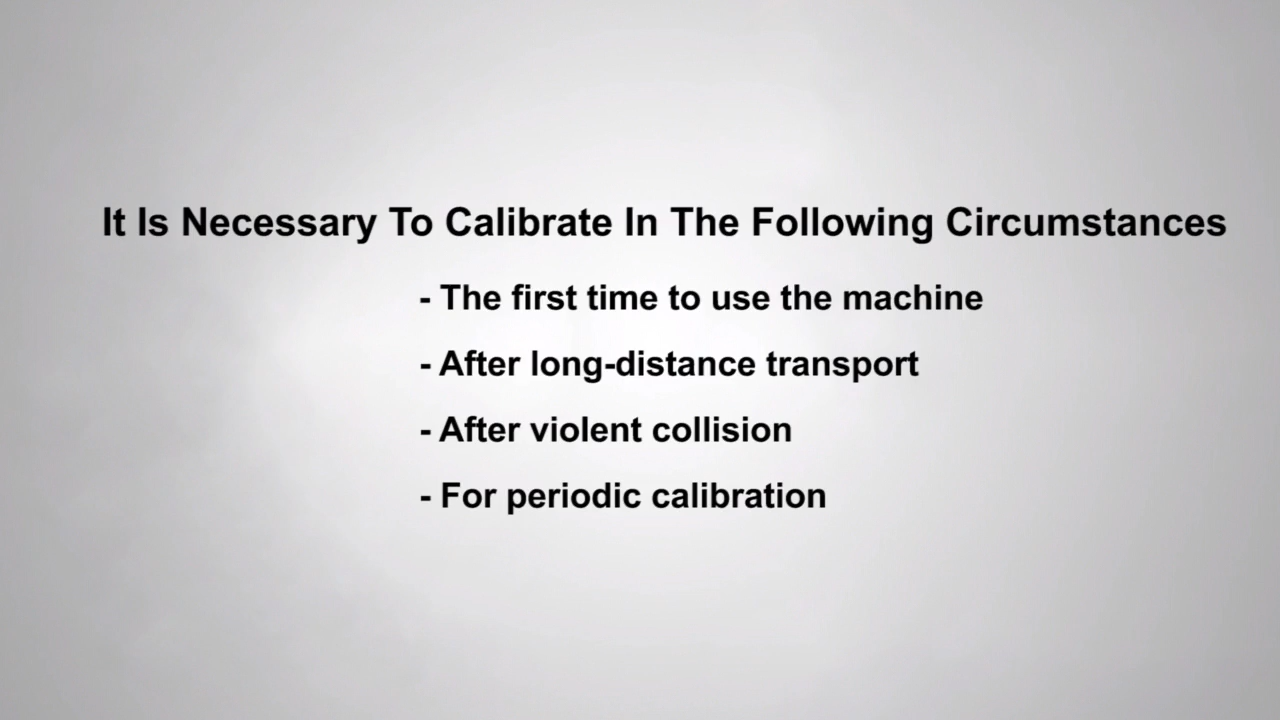 It Is Necessary To Calibrate In The Following Circumstances
- The first time to use the machine
- After long-distance transport
- After violent collision
- For periodic calibration